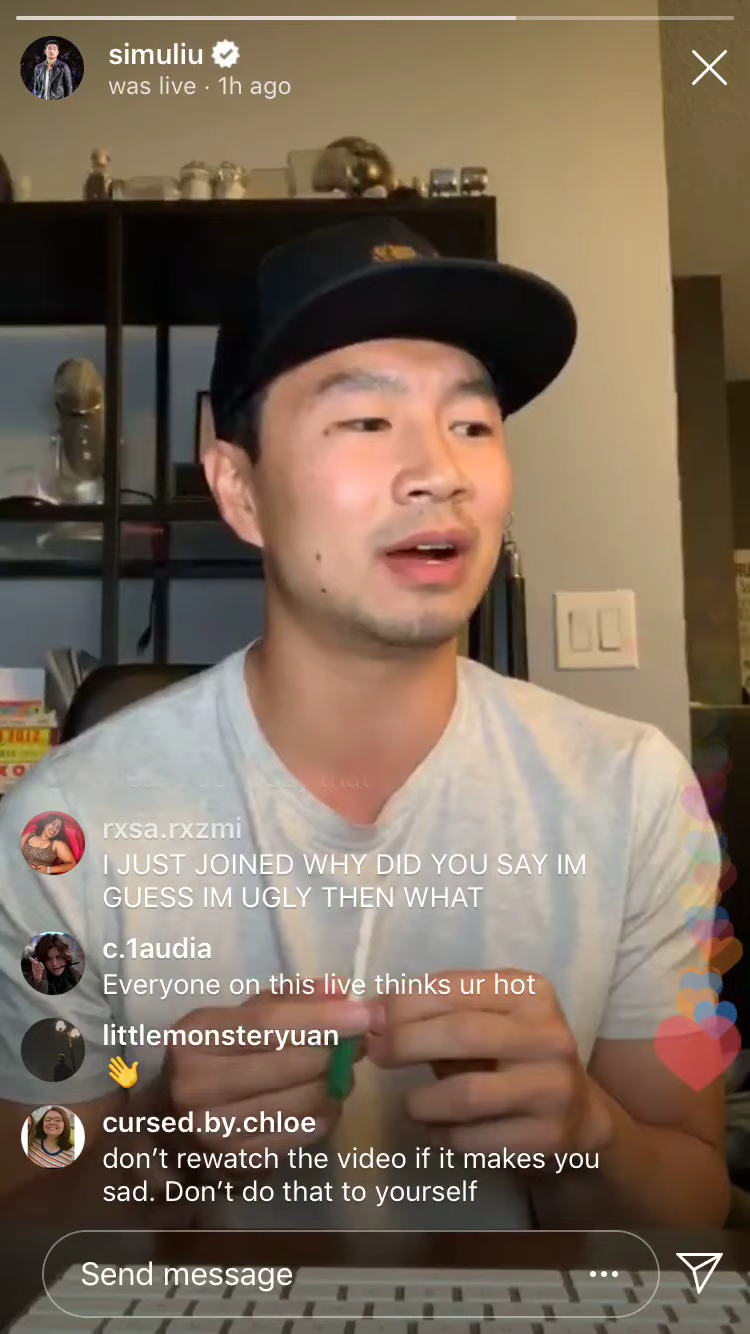 simuliu
was live · 1h ago
rxsa.rxzmi
I JUST JOINED WHY DID YOU SAY IM
GUESS IM UGLY THEN WHAT
c.1audia
Everyone on this live thinks ur hot
littlemonsteryuan
👋
cursed.by.chloe
don’t rewatch the video if it makes you
sad. Don’t do that to yourself
Send message